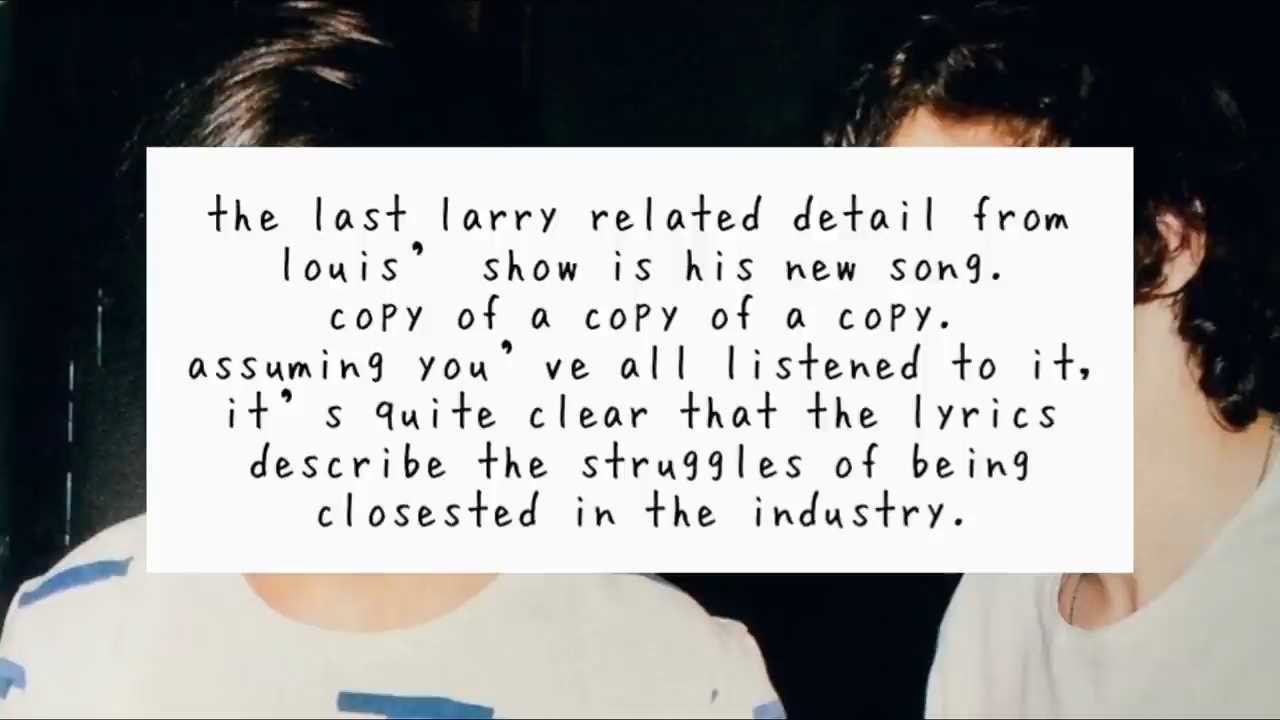 the last larry related detail from
louis’ show is his new song.
copy of a copy of a copy.
assuming you’ ve all listened to it,
it’ s quite clear that the lyrics
describe the struggles of being
closested in the industry.